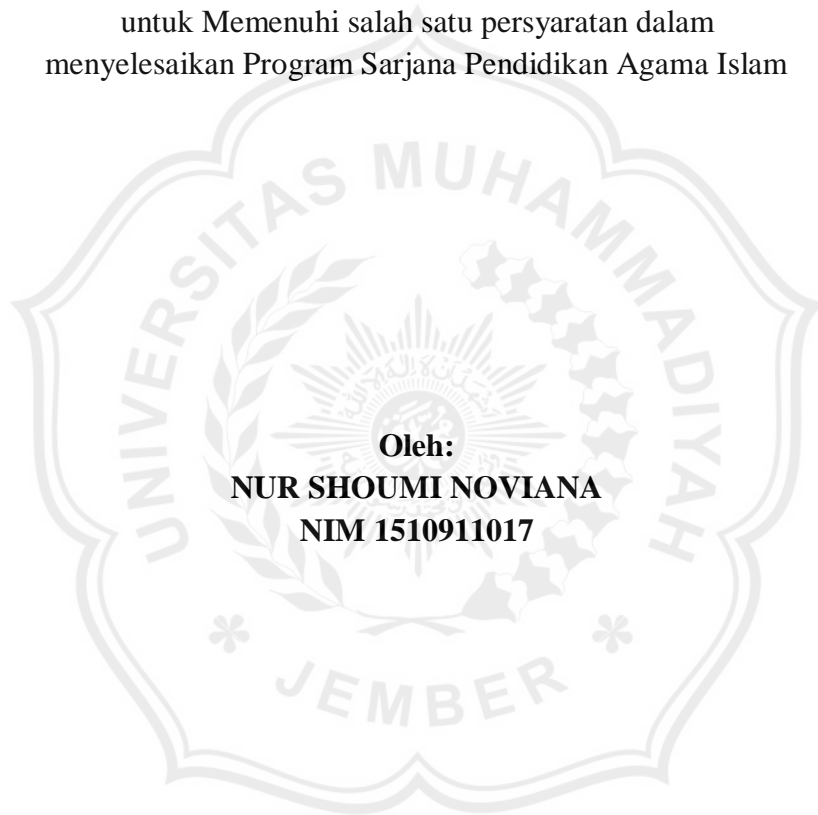 untuk Memenuhi salah satu persyaratan dalam
menyelesaikan Program Sarjana Pendidikan Agama Islam
UNIVERSITAS MUHAMMADIYAH
Oleh:
NUR SHOUMI NOVIANA
NIM 1510911017
JEMBER